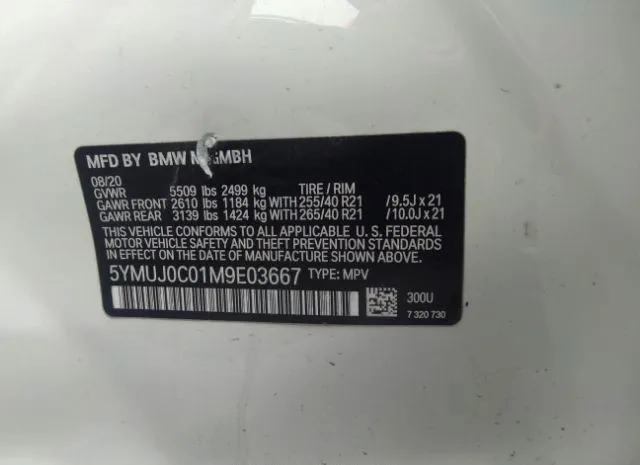 MFD BY BMW M GMBH
08/20
GVWR 5509 lbs 2499 kg TIRE / RIM
GAWR FRONT 2610 lbs 1184 kg WITH 255/40 R21 /9.5J x 21
GAWR REAR 3139 lbs 1424 kg WITH 265/40 R21 /10.0J x 21
THIS VEHICLE CONFORMS TO ALL APPLICABLE U. S. FEDERAL
MOTOR VEHICLE SAFETY, BUMPER, AND THEFT PREVENTION
STANDARDS IN EFFECT ON THE DATE OF MANUFACTURE SHOWN ABOVE.
5YMUJ0C01M9E03667 TYPE: MPV
300U
7 320 730